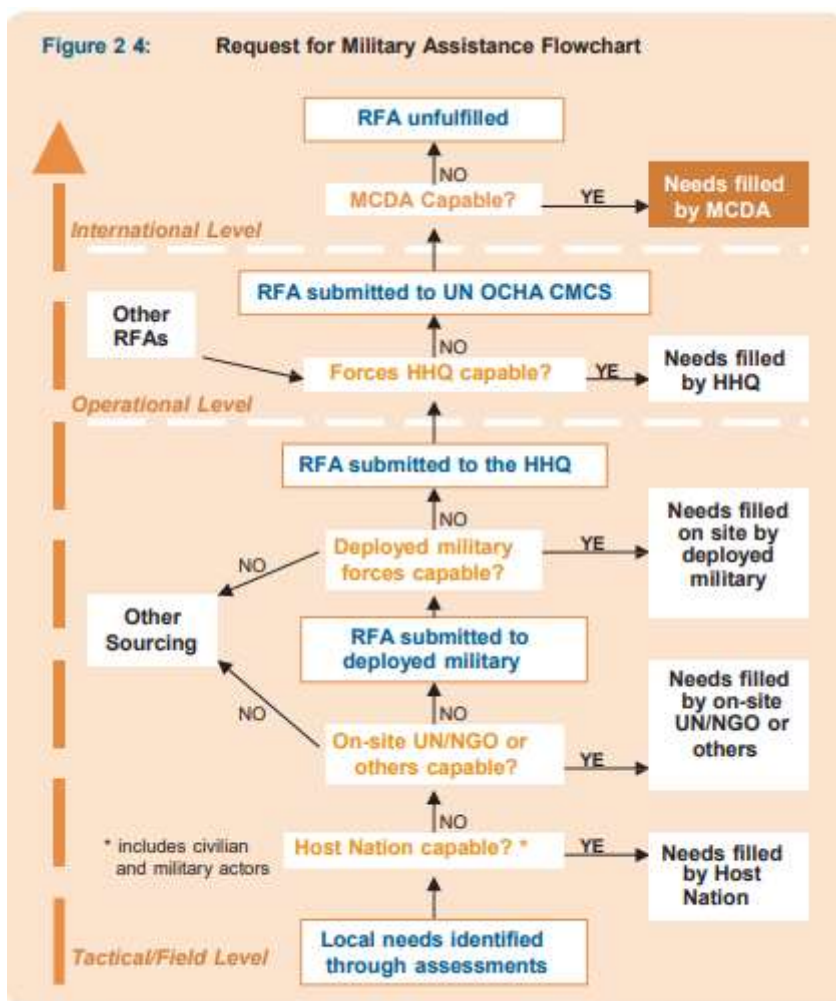 Figure 2 4: Request for Military Assistance Flowchart
RFA unfulfilled
NO
MCDA Capable?
YE
Needs filled
by MCDA
International Level
RFA submitted to UN OCHA CMCS
Other
RFAs
NO
Forces HHQ capable?
YE
Needs filled
by HHQ
Operational Level
RFA submitted to the HHQ
NO
Deployed military
forces capable?
YE
Needs filled
on site by
deployed
military
NO
Other
Sourcing
RFA submitted to
deployed military
NO
NO
On-site UN/NGO or
others capable?
YE
Needs filled
by on-site
UN/NGO or
others
NO
* includes civilian
and military actors
Host Nation capable? *
YE
Needs filled
by Host
Nation
Local needs identified
through assessments
Tactical/Field Level